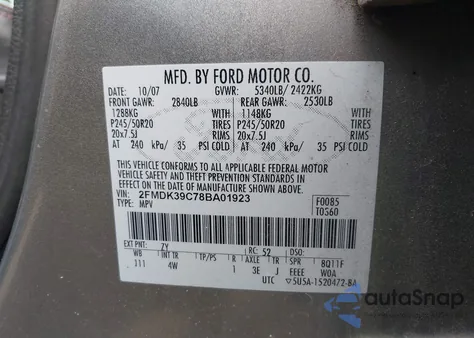 MFD. BY FORD MOTOR CO.
DATE: 10/07 GVWR: 5340LB/ 2422KG
FRONT GAWR: 2840LB REAR GAWR: 2530LB
1288KG WITH 1148KG WITH
P245/50R20 TIRES P245/50R20 TIRES
20x7.5J RIMS 20x7.5J RIMS
AT 240 kPa/ 35 PSI COLD AT 240 kPa/ 35 PSI COLD
THIS VEHICLE CONFORMS TO ALL APPLICABLE FEDERAL MOTOR
VEHICLE SAFETY AND THEFT PREVENTION STANDARDS IN EFFECT
ON THE DATE OF MANUFACTURE SHOWN ABOVE.
VIN: 2FMDK39C78BA01923 F0085
TYPE: MPV T0S60
EXT PNT: ZY RC: 52 DSO:
WB INT TR TP/PS R AXLE TR SPR 8Q11F
111 4W 1 3E J EEEE W0A
UTC 5U5A-1520472-BA
autoSnap